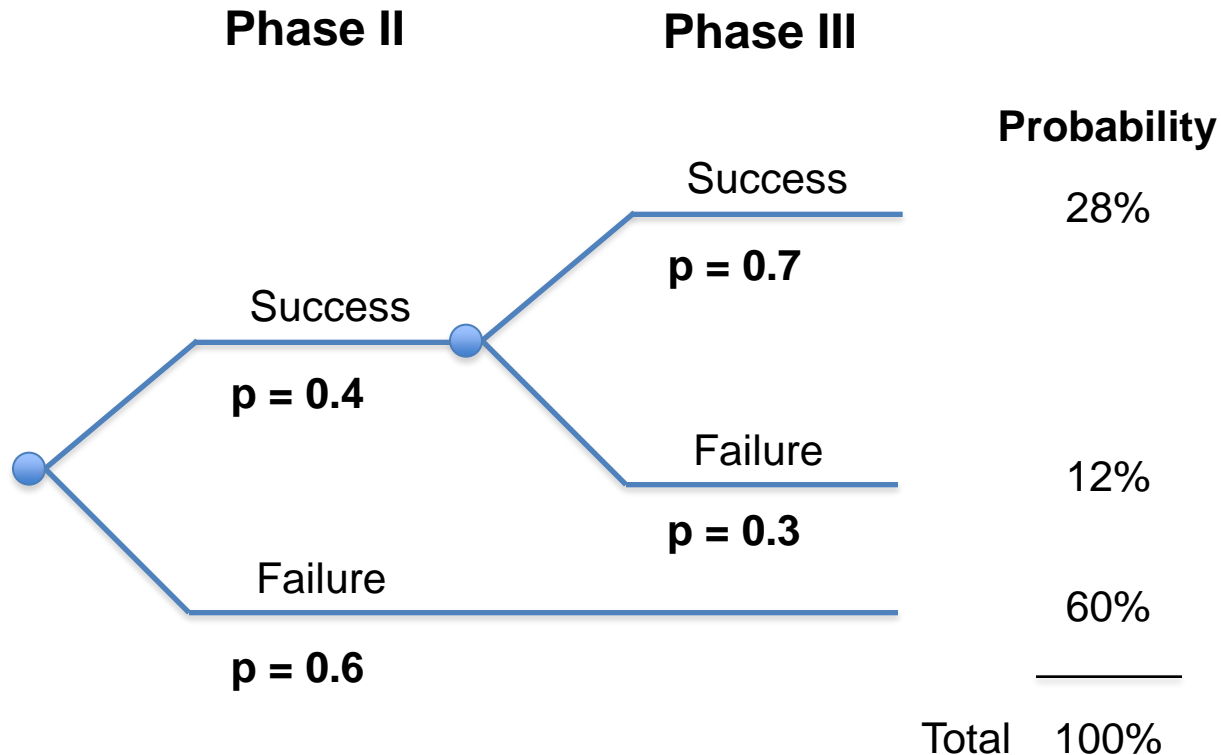 Phase II
Phase III
Probability
Success
28%
p = 0.7
Success
p = 0.4
Failure
12%
p = 0.3
Failure
60%
p = 0.6
Total 100%